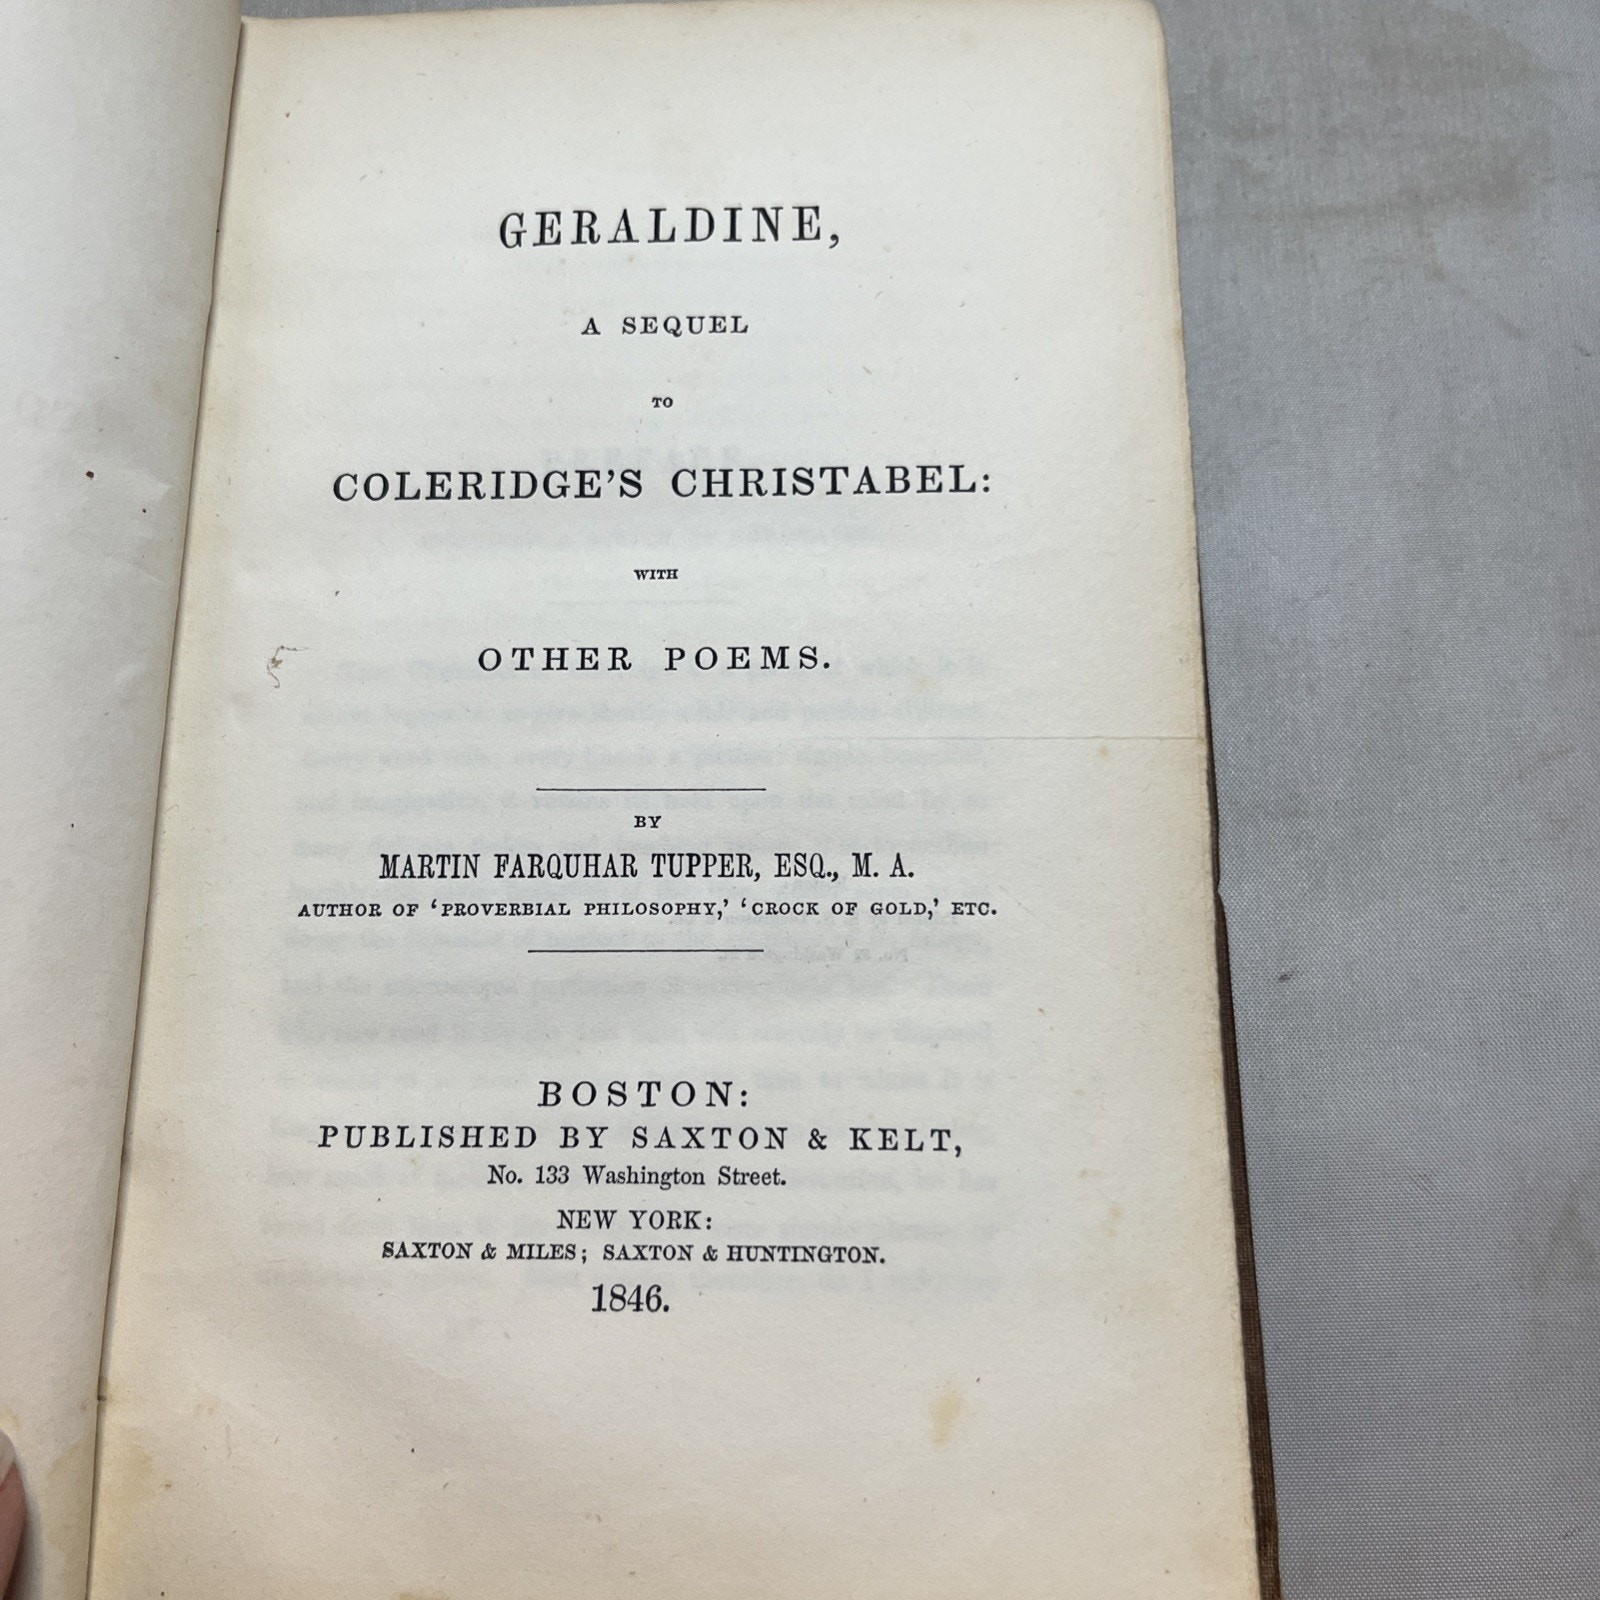 GERALDINE,
A SEQUEL
TO
COLERIDGE'S CHRISTABEL:
WITH
OTHER POEMS.
BY
MARTIN FARQUHAR TUPPER, ESQ., M. A.
AUTHOR OF 'PROVERBIAL PHILOSOPHY,' 'CROCK OF GOLD,' ETC.
BOSTON:
PUBLISHED BY SAXTON & KELT,
No. 133 Washington Street.
NEW YORK:
SAXTON & MILES; SAXTON & HUNTINGTON.
1846.